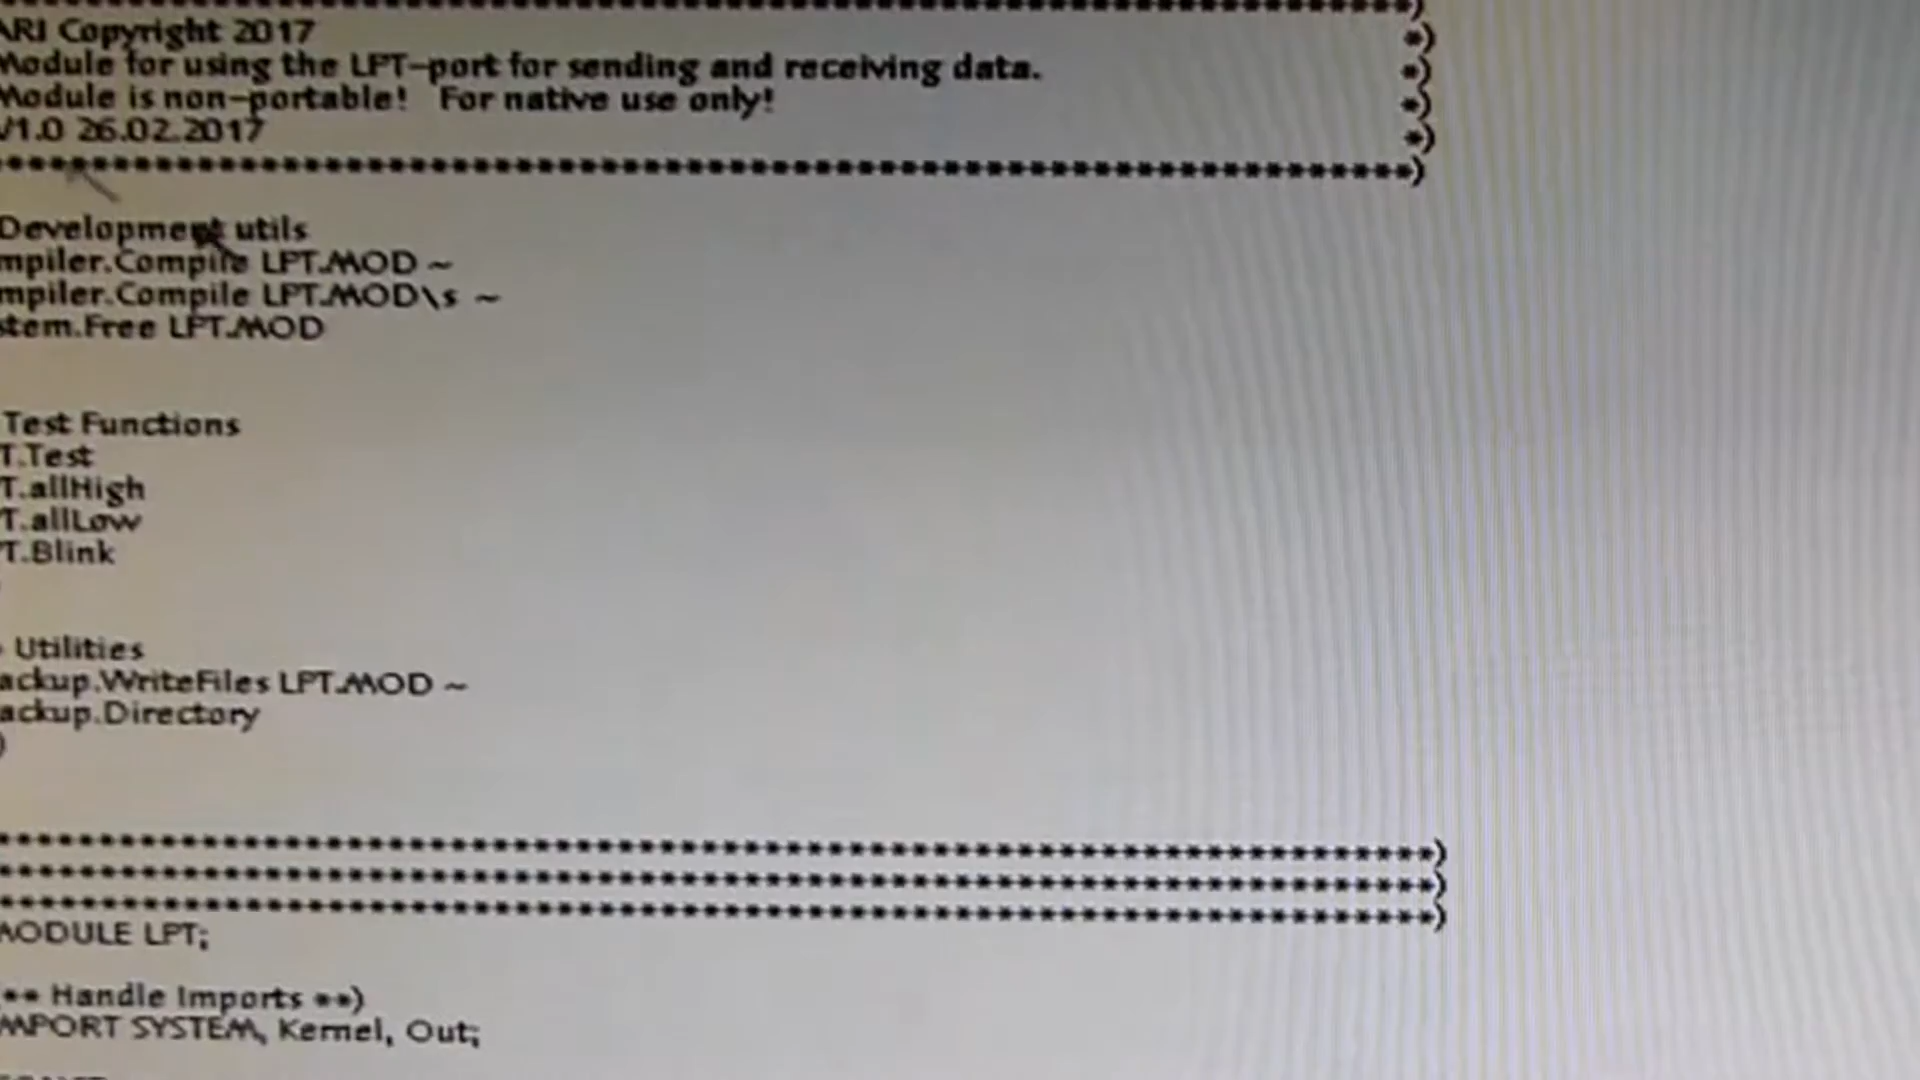 ARI Copyright 2017
Module for using the LPT-port for sending and receiving data. *)
Module is non-portable! For native use only! *)
V1.0 26.02.2017 *)
Development utils
mpiler.Compile LPT.MOD ~
mpiler.Compile LPT.MOD\s ~
stem.Free LPT.MOD
Test Functions
T.Test
T.allHigh
T.allLow
T.Blink
Utilities
ackup.WriteFiles LPT.MOD ~
ackup.Directory
)
MODULE LPT;
** Handle Imports **)
IMPORT SYSTEM, Kernel, Out;